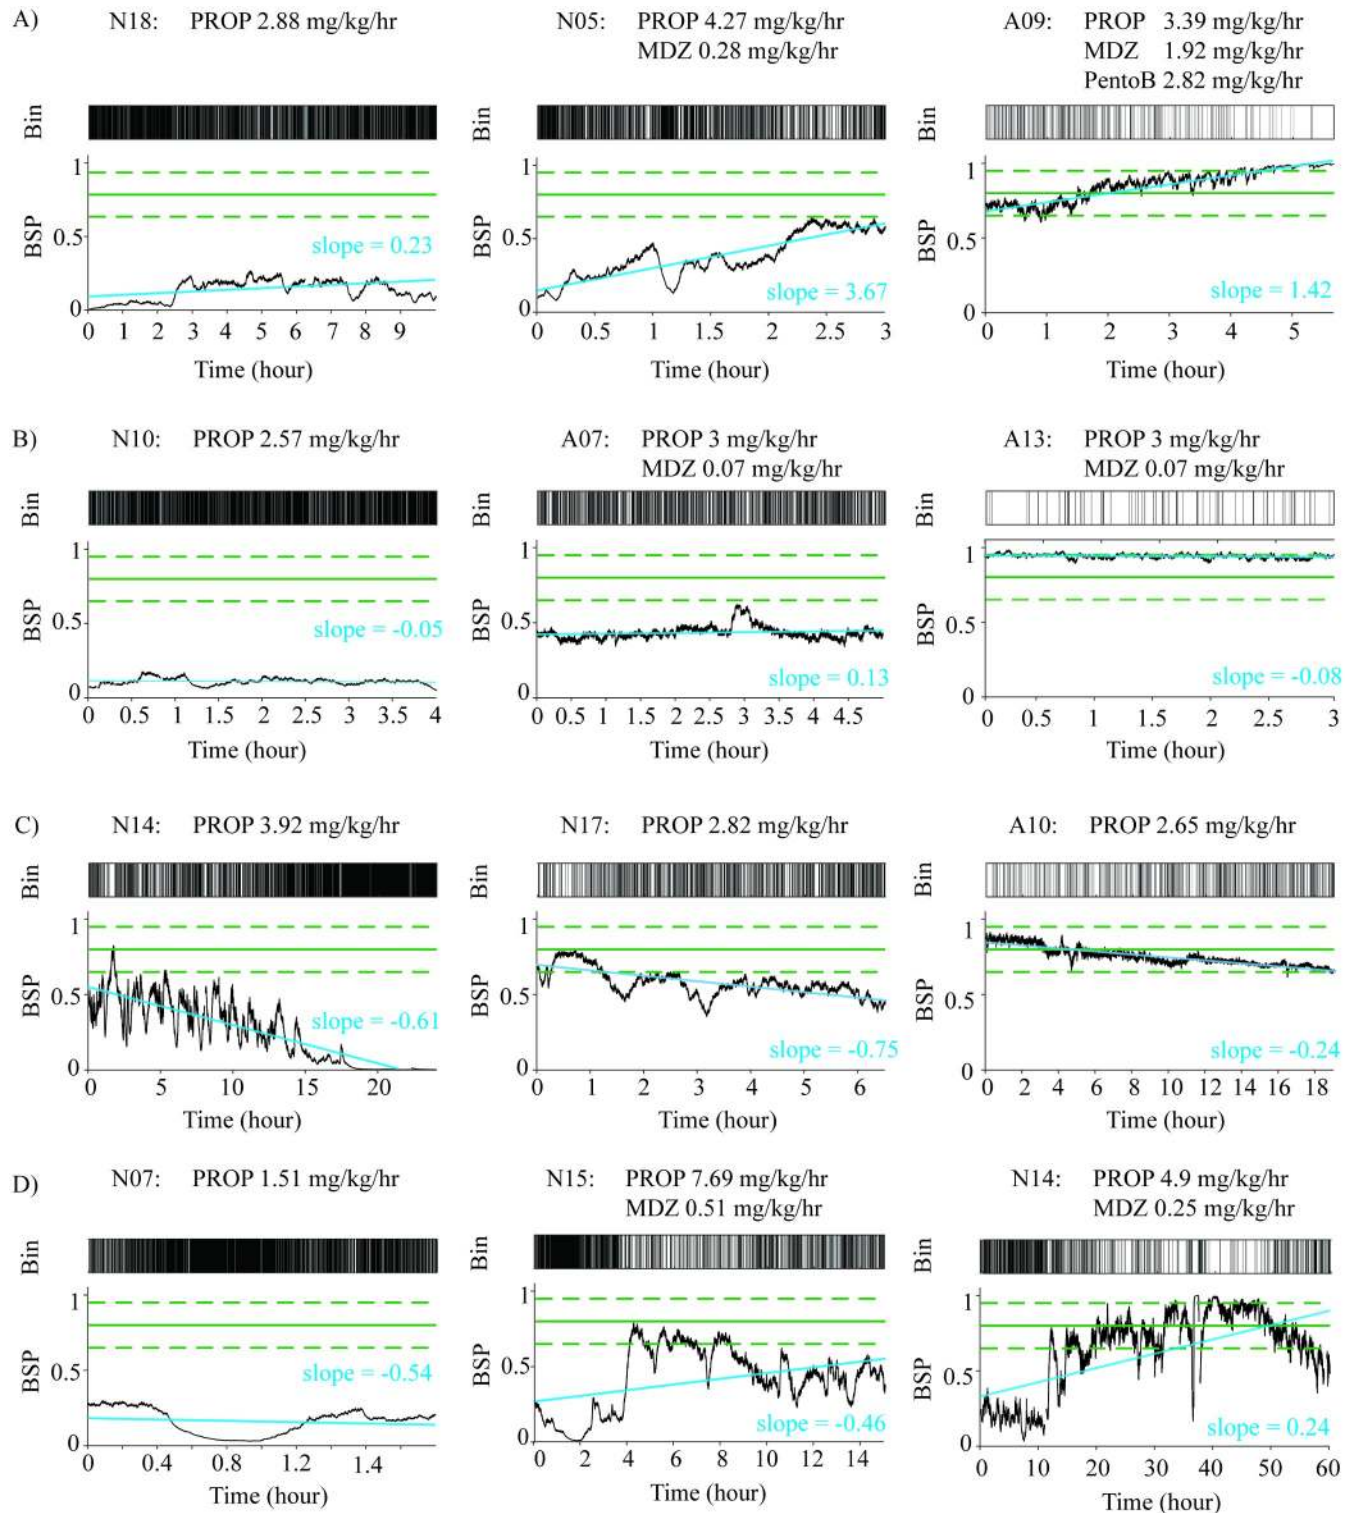 A)
N18: PROP 2.88 mg/kg/hr
N05: PROP 4.27 mg/kg/hr
MDZ 0.28 mg/kg/hr
A09: PROP 3.39 mg/kg/hr
MDZ 1.92 mg/kg/hr
PentoB 2.82 mg/kg/hr
Bin
Bin
Bin
1
0.5
0
BSP
slope = 0.23
0 1 2 3 4 5 6 7 8 9
Time (hour)
1
0.5
0
BSP
slope = 3.67
0 0.5 1 1.5 2 2.5 3
Time (hour)
1
0.5
0
BSP
slope = 1.42
0 1 2 3 4 5
Time (hour)
B)
N10: PROP 2.57 mg/kg/hr
A07: PROP 3 mg/kg/hr
MDZ 0.07 mg/kg/hr
A13: PROP 3 mg/kg/hr
MDZ 0.07 mg/kg/hr
Bin
Bin
Bin
1
0.5
0
BSP
slope = -0.05
0 0.5 1 1.5 2 2.5 3 3.5 4
Time (hour)
1
0.5
0
BSP
slope = 0.13
0 0.5 1 1.5 2 2.5 3 3.5 4 4.5
Time (hour)
1
0.5
0
BSP
slope = -0.08
0 0.5 1 1.5 2 2.5 3
Time (hour)
C)
N14: PROP 3.92 mg/kg/hr
N17: PROP 2.82 mg/kg/hr
A10: PROP 2.65 mg/kg/hr
Bin
Bin
Bin
1
0.5
0
BSP
slope = -0.61
0 5 10 20
Time (hour)
1
0.5
0
BSP
slope = -0.75
0 1 2 3 4 5 6
Time (hour)
1
0.5
0
BSP
slope = -0.24
0 2 4 6 8 10 12 14 16 18
Time (hour)
D)
N07: PROP 1.51 mg/kg/hr
N15: PROP 7.69 mg/kg/hr
MDZ 0.51 mg/kg/hr
N14: PROP 4.9 mg/kg/hr
MDZ 0.25 mg/kg/hr
Bin
Bin
Bin
1
0.5
0
BSP
slope = -0.54
0 0.4 0.8 1.2 1.4
Time (hour)
1
0.5
0
BSP
slope = -0.46
0 2 4 6 8 10 12 14
Time (hour)
1
0.5
0
BSP
slope = 0.24
0 10 20 30 40 50 60
Time (hour)